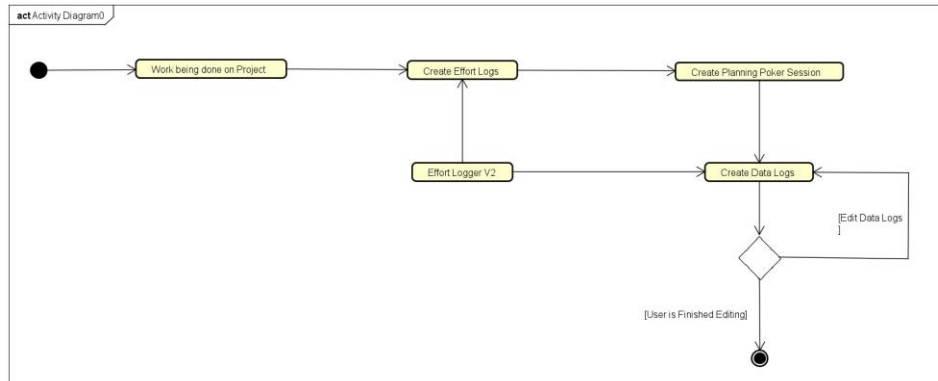 act Activity Diagram0
Work being done on Project
Create Effort Logs
Create Planning Poker Session
Effort Logger V2
Create Data Logs
[Edit Data Logs
]
[User is Finished Editing]